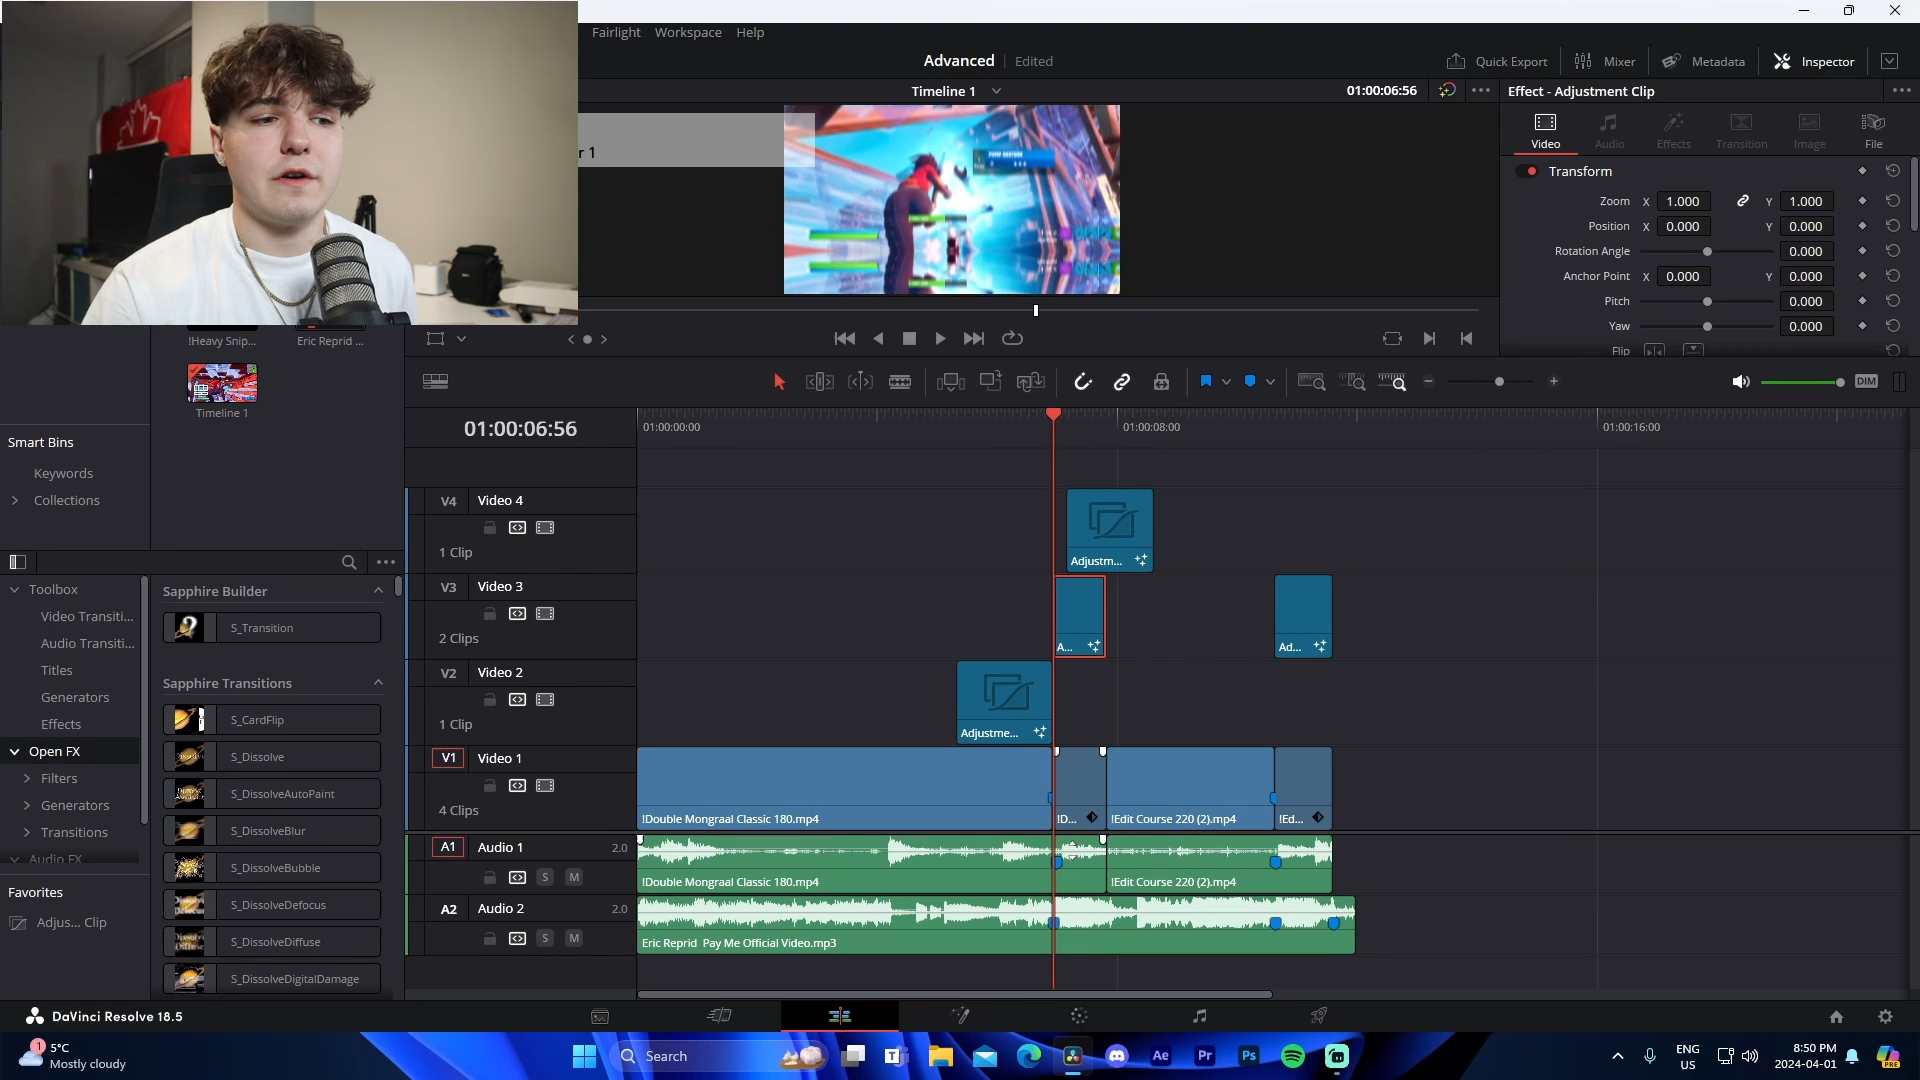 Fairlight Workspace Help
Advanced Edited
Quick Export
Mixer
Metadata
Inspector
Timeline 1
01:00:06:56
Effect - Adjustment Clip
r 1
Video
Audio
Effects
Transition
Image
File
Transform
Zoom X 1.000 Y 1.000
Position X 0.000 Y 0.000
Rotation Angle 0.000
Anchor Point X 0.000 Y 0.000
Pitch 0.000
Yaw 0.000
Flip
!Heavy Snip...
Eric Reprid ...
Timeline 1
DIM
01:00:06:56
01:00:00:00
01:00:08:00
01:00:16:00
Smart Bins
Keywords
Collections
V4 Video 4
1 Clip
Adjustm...
V3 Video 3
2 Clips
A...
Ad...
V2 Video 2
1 Clip
Adjustme...
V1 Video 1
4 Clips
!Double Mongraal Classic 180.mp4
!D...
!Edit Course 220 (2).mp4
!Ed...
A1 Audio 1 2.0
S M
!Double Mongraal Classic 180.mp4
!Edit Course 220 (2).mp4
A2 Audio 2 2.0
S M
Eric Reprid Pay Me Official Video.mp3
Toolbox
Video Transiti...
Audio Transiti...
Titles
Generators
Effects
Open FX
Filters
Generators
Transitions
Audio FX
Favorites
Adjus... Clip
Sapphire Builder
S_Transition
Sapphire Transitions
S_CardFlip
S_Dissolve
S_DissolveAutoPaint
S_DissolveBlur
S_DissolveBubble
S_DissolveDefocus
S_DissolveDiffuse
S_DissolveDigitalDamage
DaVinci Resolve 18.5
1
5°C
Mostly cloudy
Search
Ae
Pr
Ps
ENG
US
8:50 PM
2024-04-01
PRE